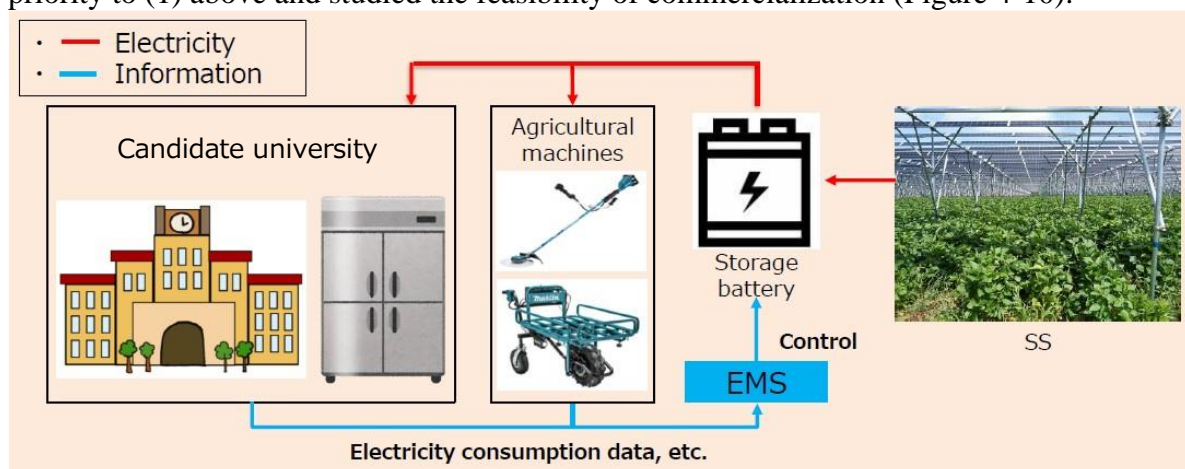 priority to (1) above and studied the feasibility of commercialization (Figure 4-10).
· Electricity
· Information
Candidate university
Agricultural
machines
makita
Storage
battery
SS
Control
EMS
Electricity consumption data, etc.